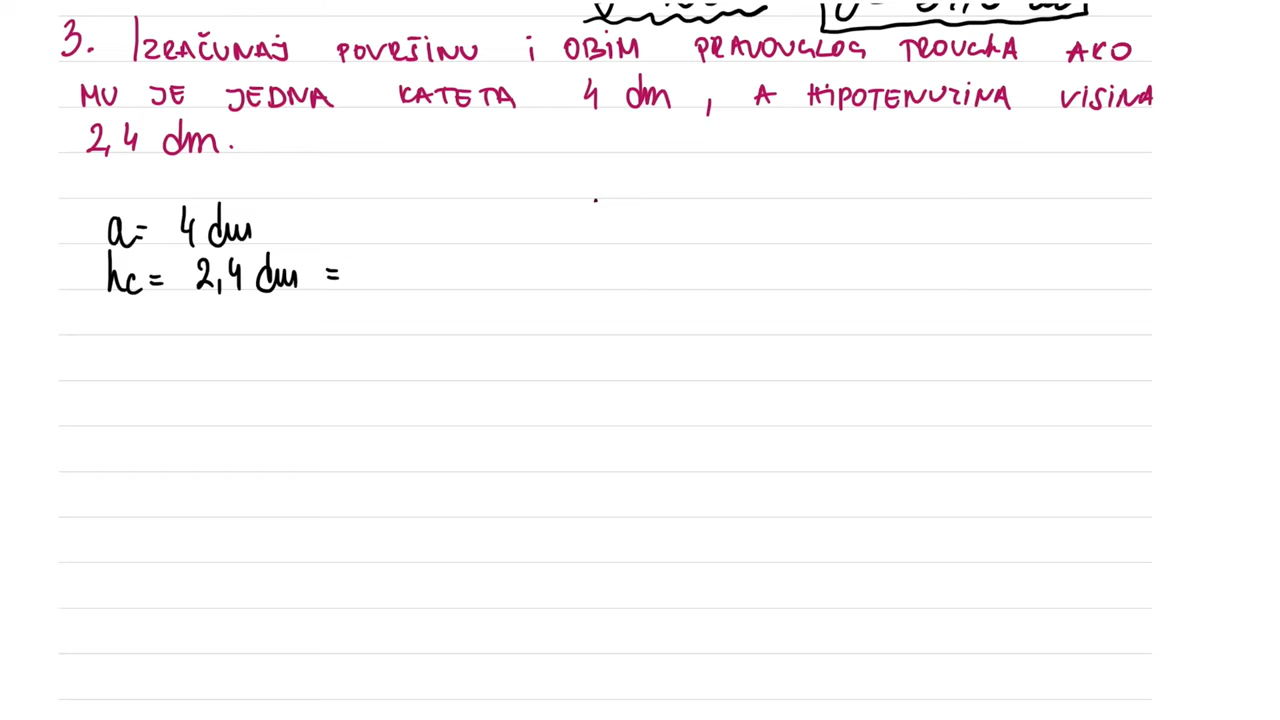 3. IZRAČUNAJ POVRŠINU I OBIM PRAVOUGLOG TROUGLA AKO
MU JE JEDNA KATETA 4 dm, A HIPOTENUZINA VISINA
2,4 dm.
a= 4 dm
hc = 2,4 dm =